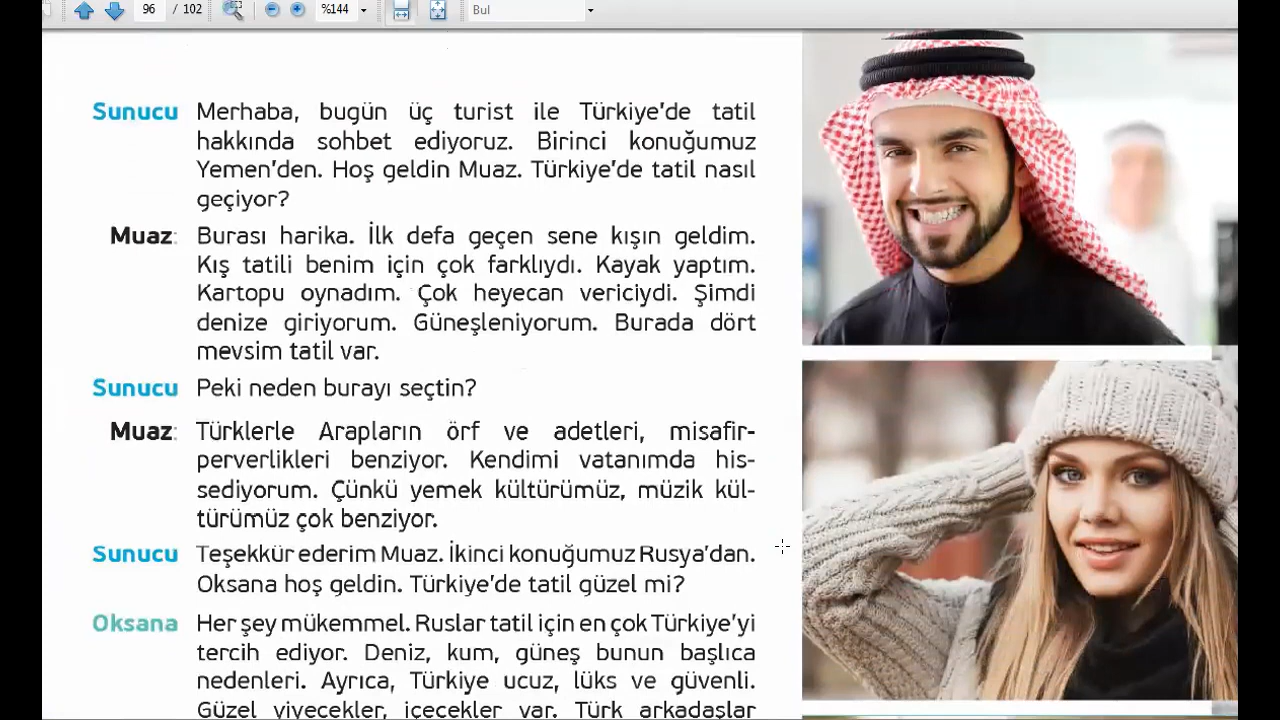 96 / 102 %144 Bul
Sunucu Merhaba, bugün üç turist ile Türkiye'de tatil
hakkında sohbet ediyoruz. Birinci konuğumuz
Yemen'den. Hoş geldin Muaz. Türkiye'de tatil nasıl
geçiyor?
Muaz: Burası harika. İlk defa geçen sene kışın geldim.
Kış tatili benim için çok farklıydı. Kayak yaptım.
Kartopu oynadım. Çok heyecan vericiydi. Şimdi
denize giriyorum. Güneşleniyorum. Burada dört
mevsim tatil var.
Sunucu Peki neden burayı seçtin?
Muaz: Türklerle Arapların örf ve adetleri, misafir-
perverlikleri benziyor. Kendimi vatanımda his-
sediyorum. Çünkü yemek kültürümüz, müzik kül-
türümüz çok benziyor.
Sunucu Teşekkür ederim Muaz. İkinci konuğumuz Rusya'dan.
Oksana hoş geldin. Türkiye'de tatil güzel mi?
Oksana Her şey mükemmel. Ruslar tatil için en çok Türkiye'yi
tercih ediyor. Deniz, kum, güneş bunun başlıca
nedenleri. Ayrıca, Türkiye ucuz, lüks ve güvenli.
Güzel yiyecekler, içecekler var. Türk arkadaşlar